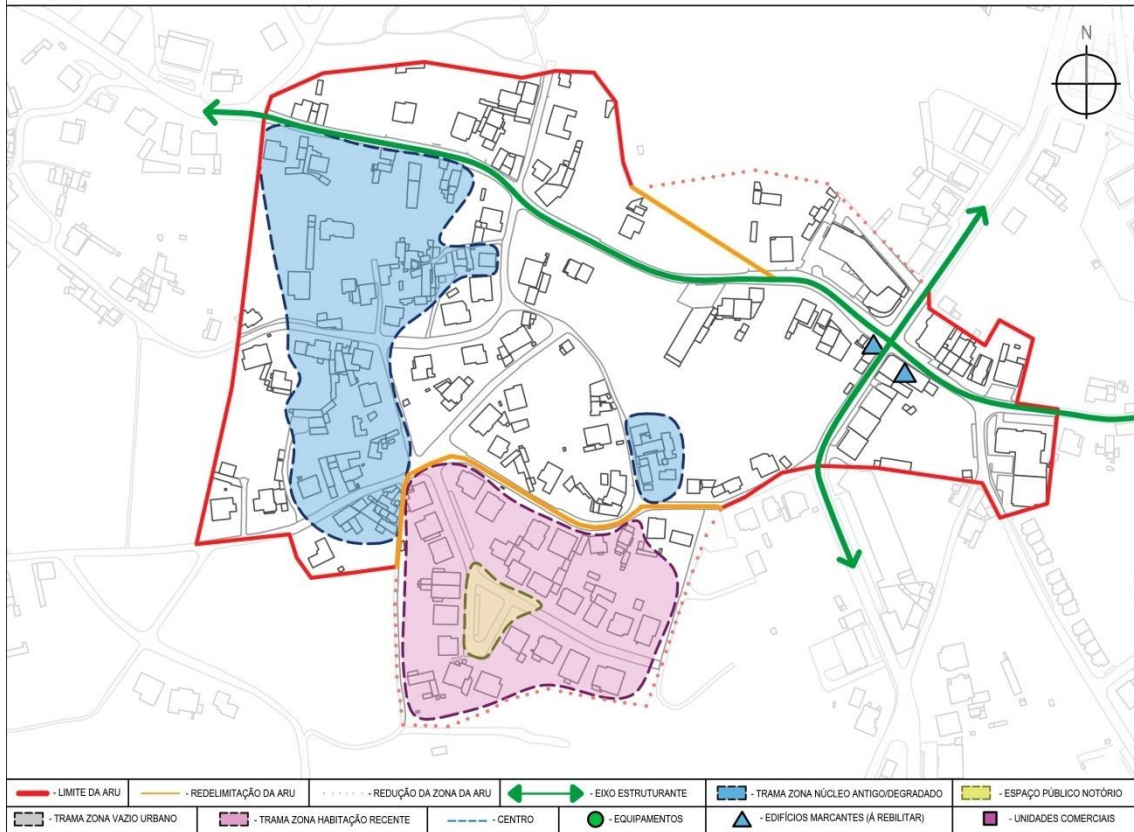 N
- LIMITE DA ARU - REDELIMITAÇÃO DA ARU - REDUÇÃO DA ZONA DA ARU - EIXO ESTRUTURANTE - TRAMA ZONA NÚCLEO ANTIGO/DEGRADADO - ESPAÇO PÚBLICO NOTÓRIO
- TRAMA ZONA VAZIO URBANO - TRAMA ZONA HABITAÇÃO RECENTE - CENTRO - EQUIPAMENTOS - EDIFÍCIOS MARCANTES (Á REBILITAR) - UNIDADES COMERCIAIS